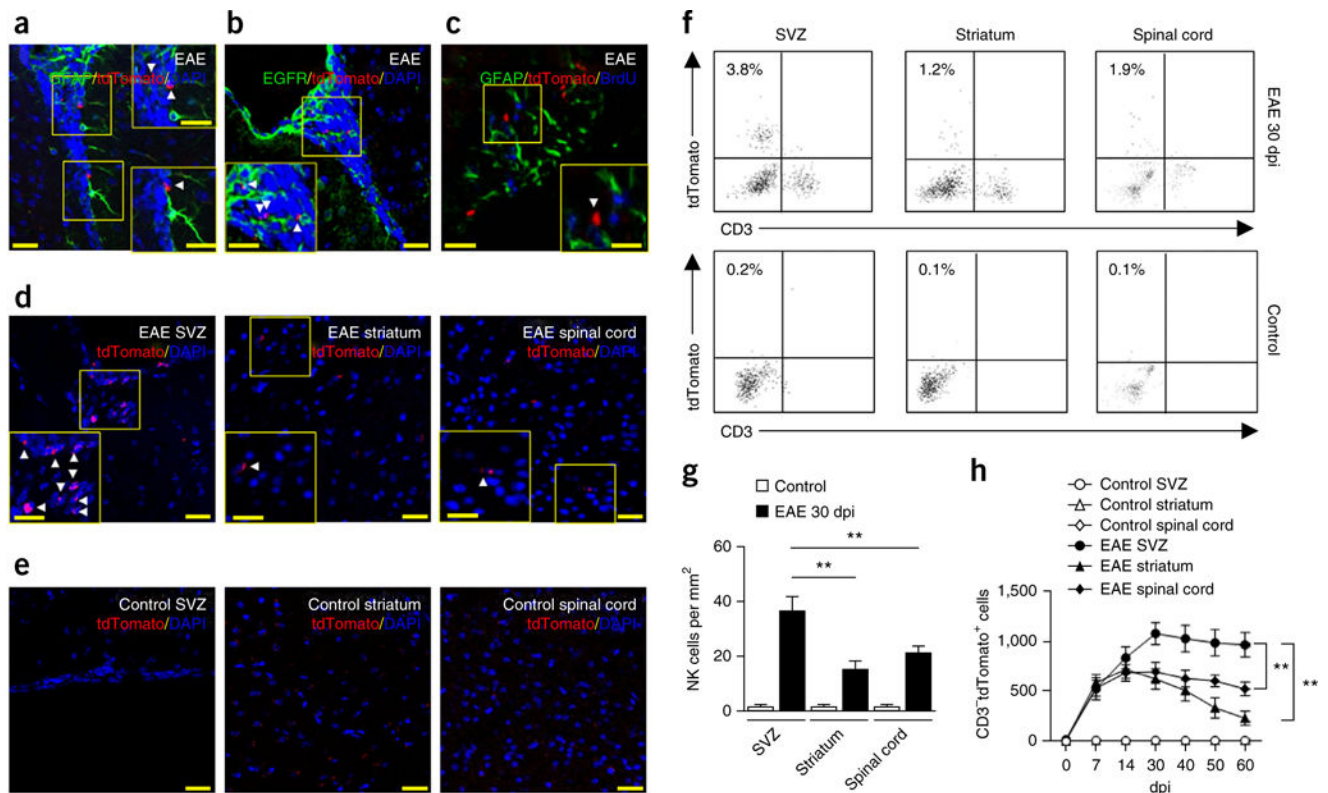 a
EAE
GFAP/tdTomato/DAPI
b
EAE
EGFR/tdTomato/DAPI
c
EAE
GFAP/tdTomato/BrdU
d
EAE SVZ
tdTomato/DAPI
EAE striatum
tdTomato/DAPI
EAE spinal cord
tdTomato/DAPI
e
Control SVZ
tdTomato/DAPI
Control striatum
tdTomato/DAPI
Control spinal cord
tdTomato/DAPI
f
SVZ
Striatum
Spinal cord
3.8%
1.2%
1.9%
tdTomato
EAE 30 dpi
CD3
0.2%
0.1%
0.1%
tdTomato
Control
CD3
g
Control
EAE 30 dpi
**
**
60
40
20
0
NK cells per mm²
SVZ
Striatum
Spinal cord
h
Control SVZ
Control striatum
Control spinal cord
EAE SVZ
EAE striatum
EAE spinal cord
1,500
1,000
500
0
CD3⁻tdTomato⁺ cells
**
**
0 7 14 30 40 50 60
dpi